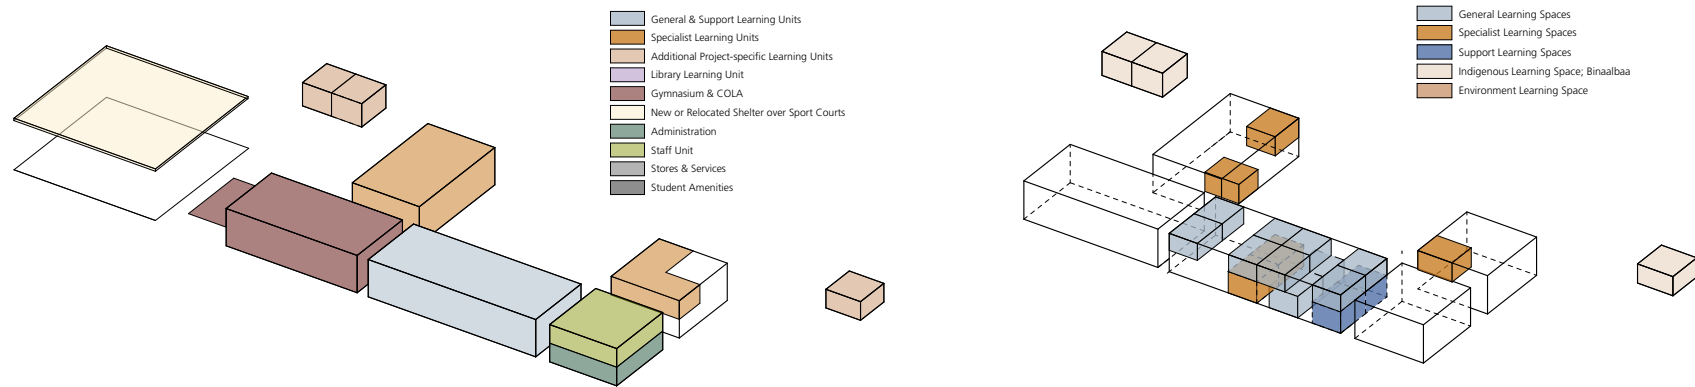 General & Support Learning Units
Specialist Learning Units
Additional Project-specific Learning Units
Library Learning Unit
Gymnasium & COLA
New or Relocated Shelter over Sport Courts
Administration
Staff Unit
Stores & Services
Student Amenities
General Learning Spaces
Specialist Learning Spaces
Support Learning Spaces
Indigenous Learning Space; Binaalbaa
Environment Learning Space